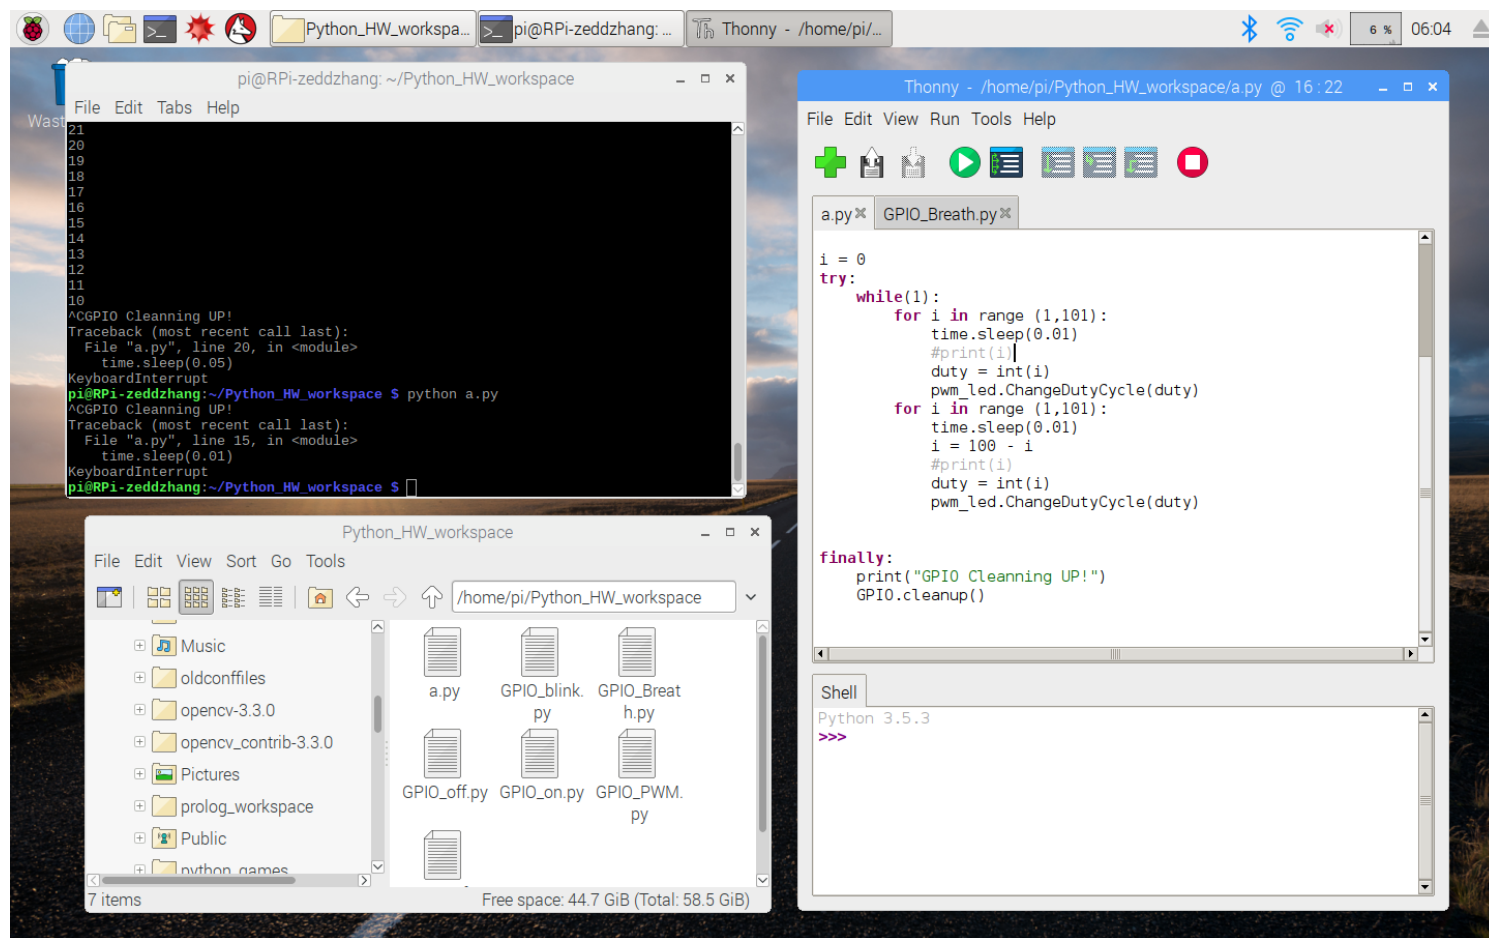 Python_HW_workspa...
pi@RPi-zeddzhang: ...
Thonny - /home/pi/...
6 %
06:04
Wast
pi@RPi-zeddzhang: ~/Python_HW_workspace
File Edit Tabs Help
21
20
19
18
17
16
15
14
13
12
11
10
^CGPIO Cleanning UP!
Traceback (most recent call last):
File "a.py", line 20, in <module>
time.sleep(0.05)
KeyboardInterrupt
pi@RPi-zeddzhang:~/Python_HW_workspace $ python a.py
^CGPIO Cleanning UP!
Traceback (most recent call last):
File "a.py", line 15, in <module>
time.sleep(0.01)
KeyboardInterrupt
pi@RPi-zeddzhang:~/Python_HW_workspace $
Python_HW_workspace
File Edit View Sort Go Tools
/home/pi/Python_HW_workspace
Music
oldconffiles
opencv-3.3.0
opencv_contrib-3.3.0
Pictures
prolog_workspace
Public
python_games
a.py
GPIO_blink.
py
GPIO_Breat
h.py
GPIO_off.py
GPIO_on.py
GPIO_PWM.
py
7 items
Free space: 44.7 GiB (Total: 58.5 GiB)
Thonny - /home/pi/Python_HW_workspace/a.py @ 16 : 22
File Edit View Run Tools Help
a.py
GPIO_Breath.py
i = 0
try:
while(1):
for i in range (1,101):
time.sleep(0.01)
#print(i)
duty = int(i)
pwm_led.ChangeDutyCycle(duty)
for i in range (1,101):
time.sleep(0.01)
i = 100 - i
#print(i)
duty = int(i)
pwm_led.ChangeDutyCycle(duty)
finally:
print("GPIO Cleanning UP!")
GPIO.cleanup()
Shell
Python 3.5.3
>>>